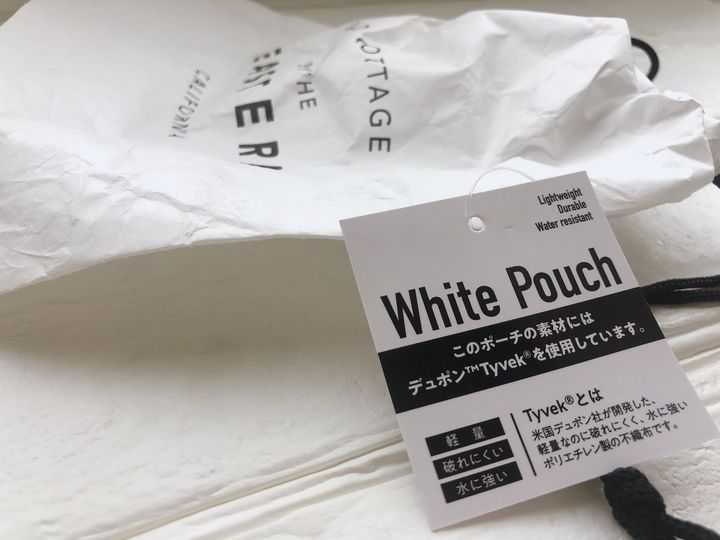 COTTAGE
THE
CALIFORNIA
Lightweight
Durable
Water resistant
White Pouch
このポーチの素材には
デュポン™Tyvek®を使用しています。
軽量
破れにくい
水に強い
Tyvek®とは
米国デュポン社が開発した、
軽量なのに破れにくく、水に強い
ポリエチレン製の不織布です。